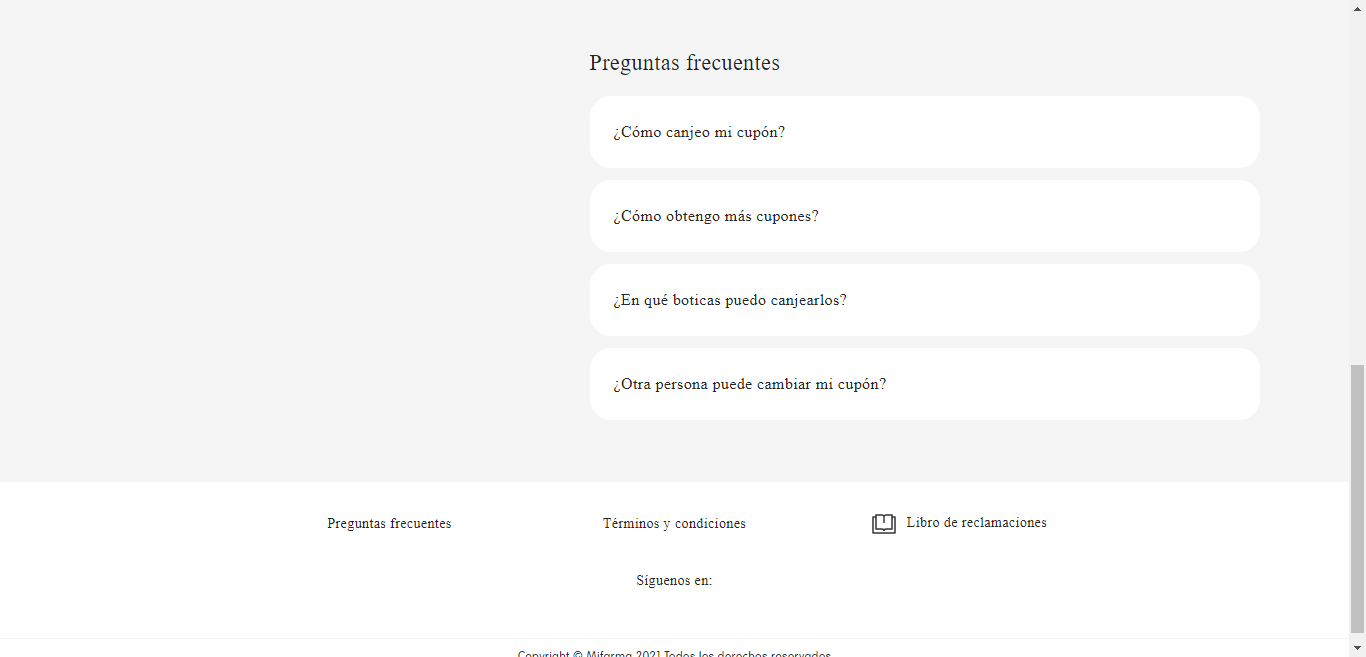 Preguntas frecuentes
¿Cómo canjeo mi cupón?
¿Cómo obtengo más cupones?
¿En qué boticas puedo canjearlos?
¿Otra persona puede cambiar mi cupón?
Preguntas frecuentes
Términos y condiciones
Libro de reclamaciones
Síguenos en:
Copyright © Mifarma 2021 Todos los derechos reservados